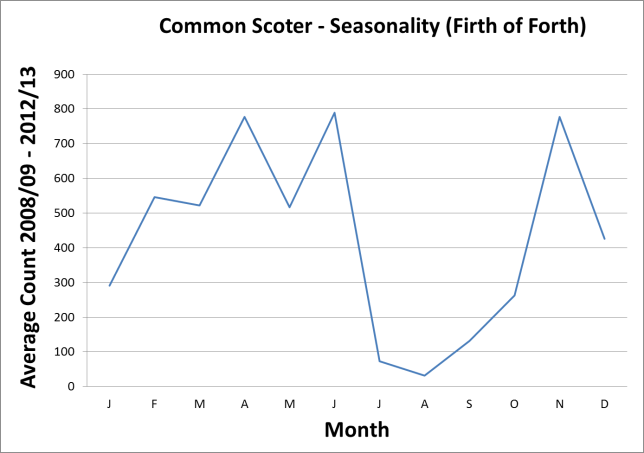 Common Scoter - Seasonality (Firth of Forth)
Average Count 2008/09 - 2012/13
900
800
700
600
500
400
300
200
100
0
J F M A M J J A S O N D
Month